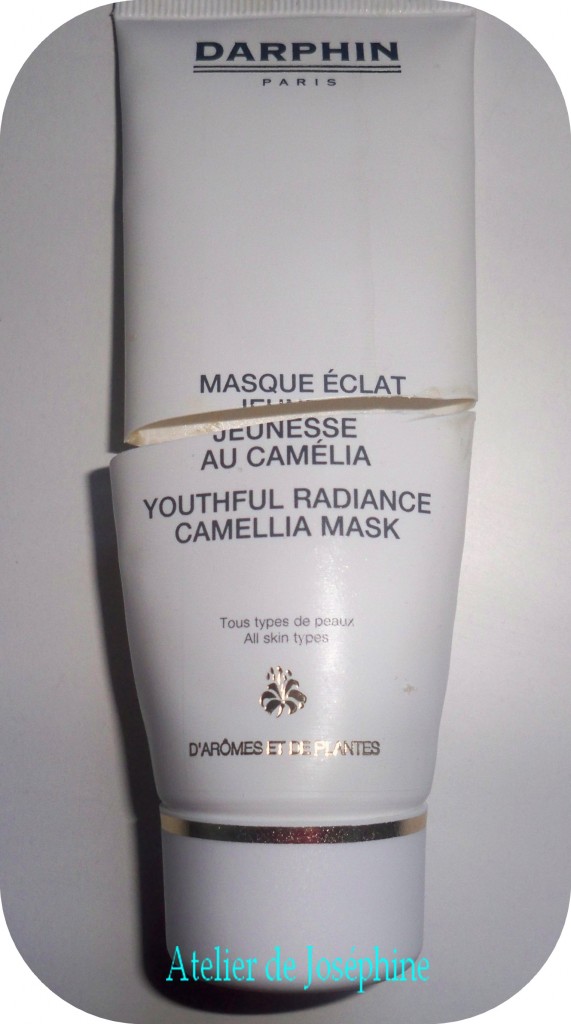 DARPHIN
PARIS
MASQUE ÉCLAT
JEUNESSE
AU CAMÉLIA
YOUTHFUL RADIANCE
CAMELLIA MASK
Tous types de peaux
All skin types
D'ARÔMES ET DE PLANTES
Atelier de Joséphine